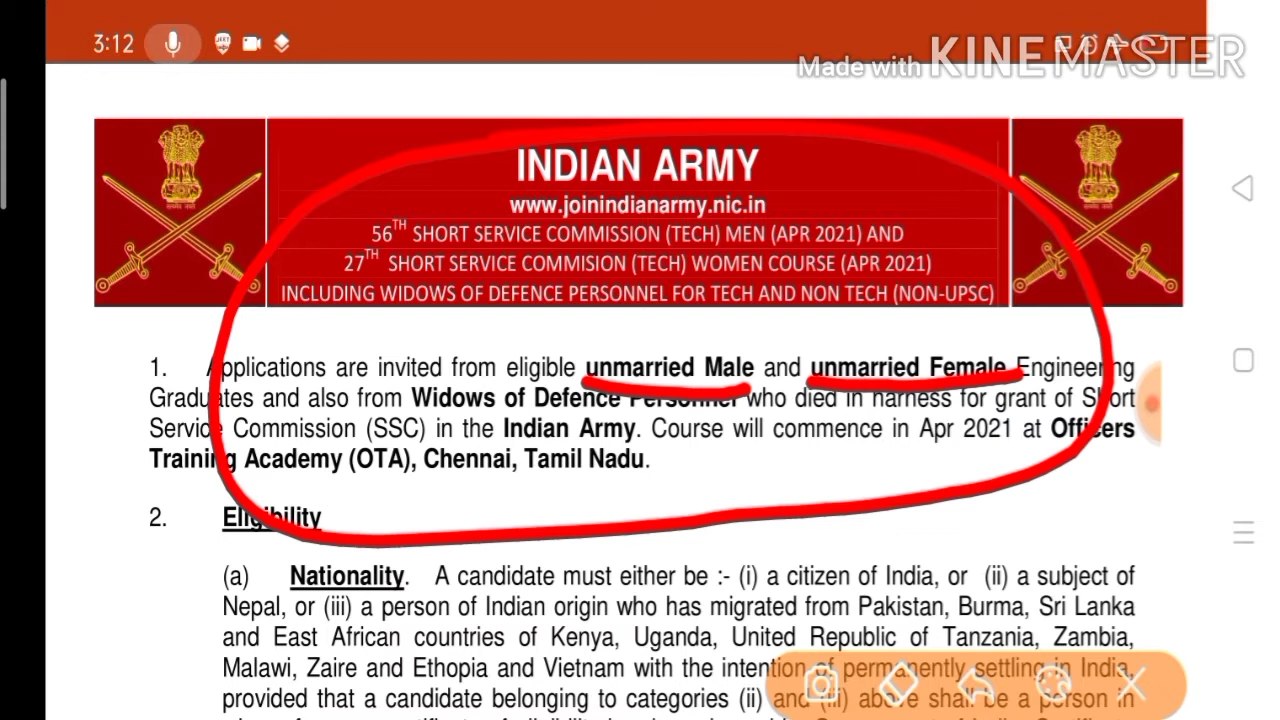 3:12
Made with KINEMASTER
INDIAN ARMY
www.joinindianarmy.nic.in
56TH SHORT SERVICE COMMISSION (TECH) MEN (APR 2021) AND
27TH SHORT SERVICE COMMISION (TECH) WOMEN COURSE (APR 2021)
INCLUDING WIDOWS OF DEFENCE PERSONNEL FOR TECH AND NON TECH (NON-UPSC)
1. Applications are invited from eligible unmarried Male and unmarried Female Engineering
Graduates and also from Widows of Defence Personnel who died in harness for grant of Short
Service Commission (SSC) in the Indian Army. Course will commence in Apr 2021 at Officers
Training Academy (OTA), Chennai, Tamil Nadu.
2. Eligibility
(a) Nationality. A candidate must either be :- (i) a citizen of India, or (ii) a subject of
Nepal, or (iii) a person of Indian origin who has migrated from Pakistan, Burma, Sri Lanka
and East African countries of Kenya, Uganda, United Republic of Tanzania, Zambia,
Malawi, Zaire and Ethopia and Vietnam with the intention of permanently settling in India,
provided that a candidate belonging to categories (ii) and (iii) above shall be a person in